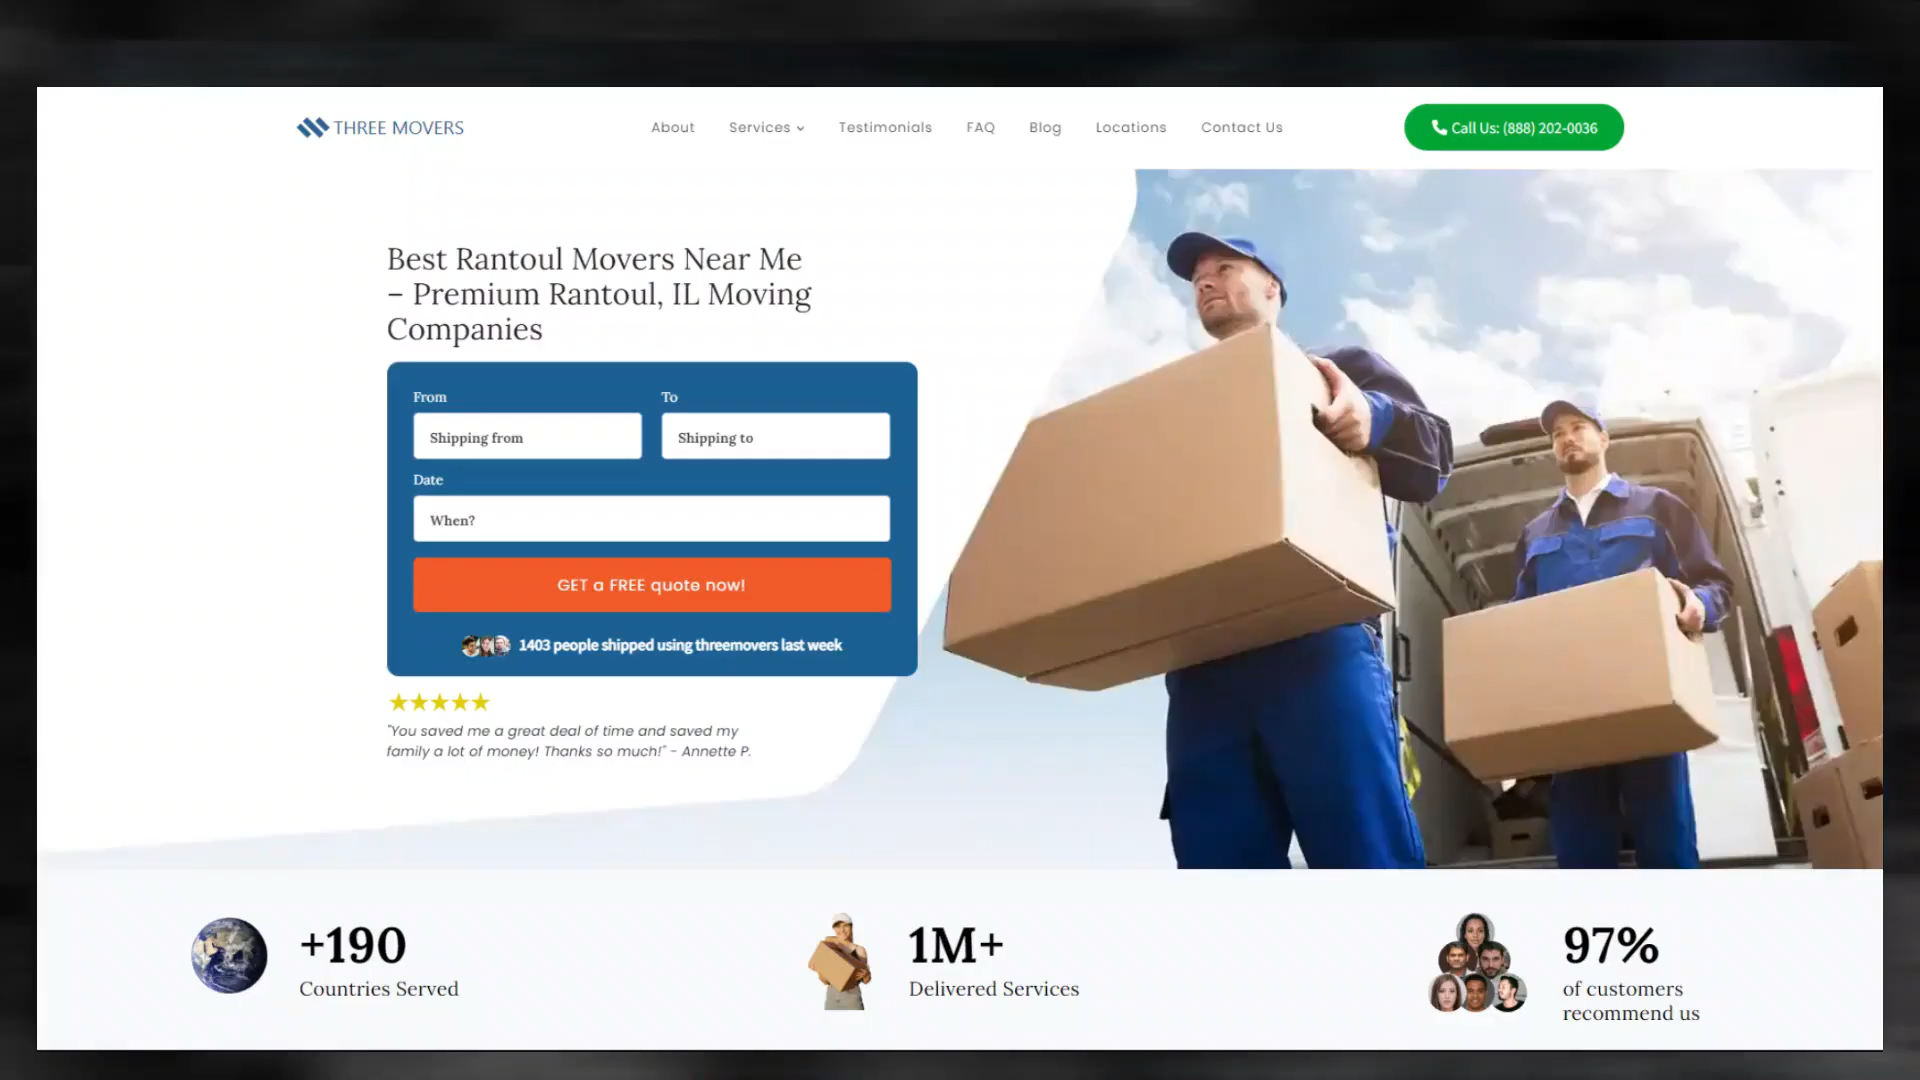 THREE MOVERS
About
Services
Testimonials
FAQ
Blog
Locations
Contact Us
Call Us: (888) 202-0036
Best Rantoul Movers Near Me
– Premium Rantoul, IL Moving
Companies
From
To
Shipping from
Shipping to
Date
When?
GET a FREE quote now!
1403 people shipped using threemovers last week
"You saved me a great deal of time and saved my
family a lot of money! Thanks so much!" - Annette P.
+190
Countries Served
1M+
Delivered Services
97%
of customers
recommend us